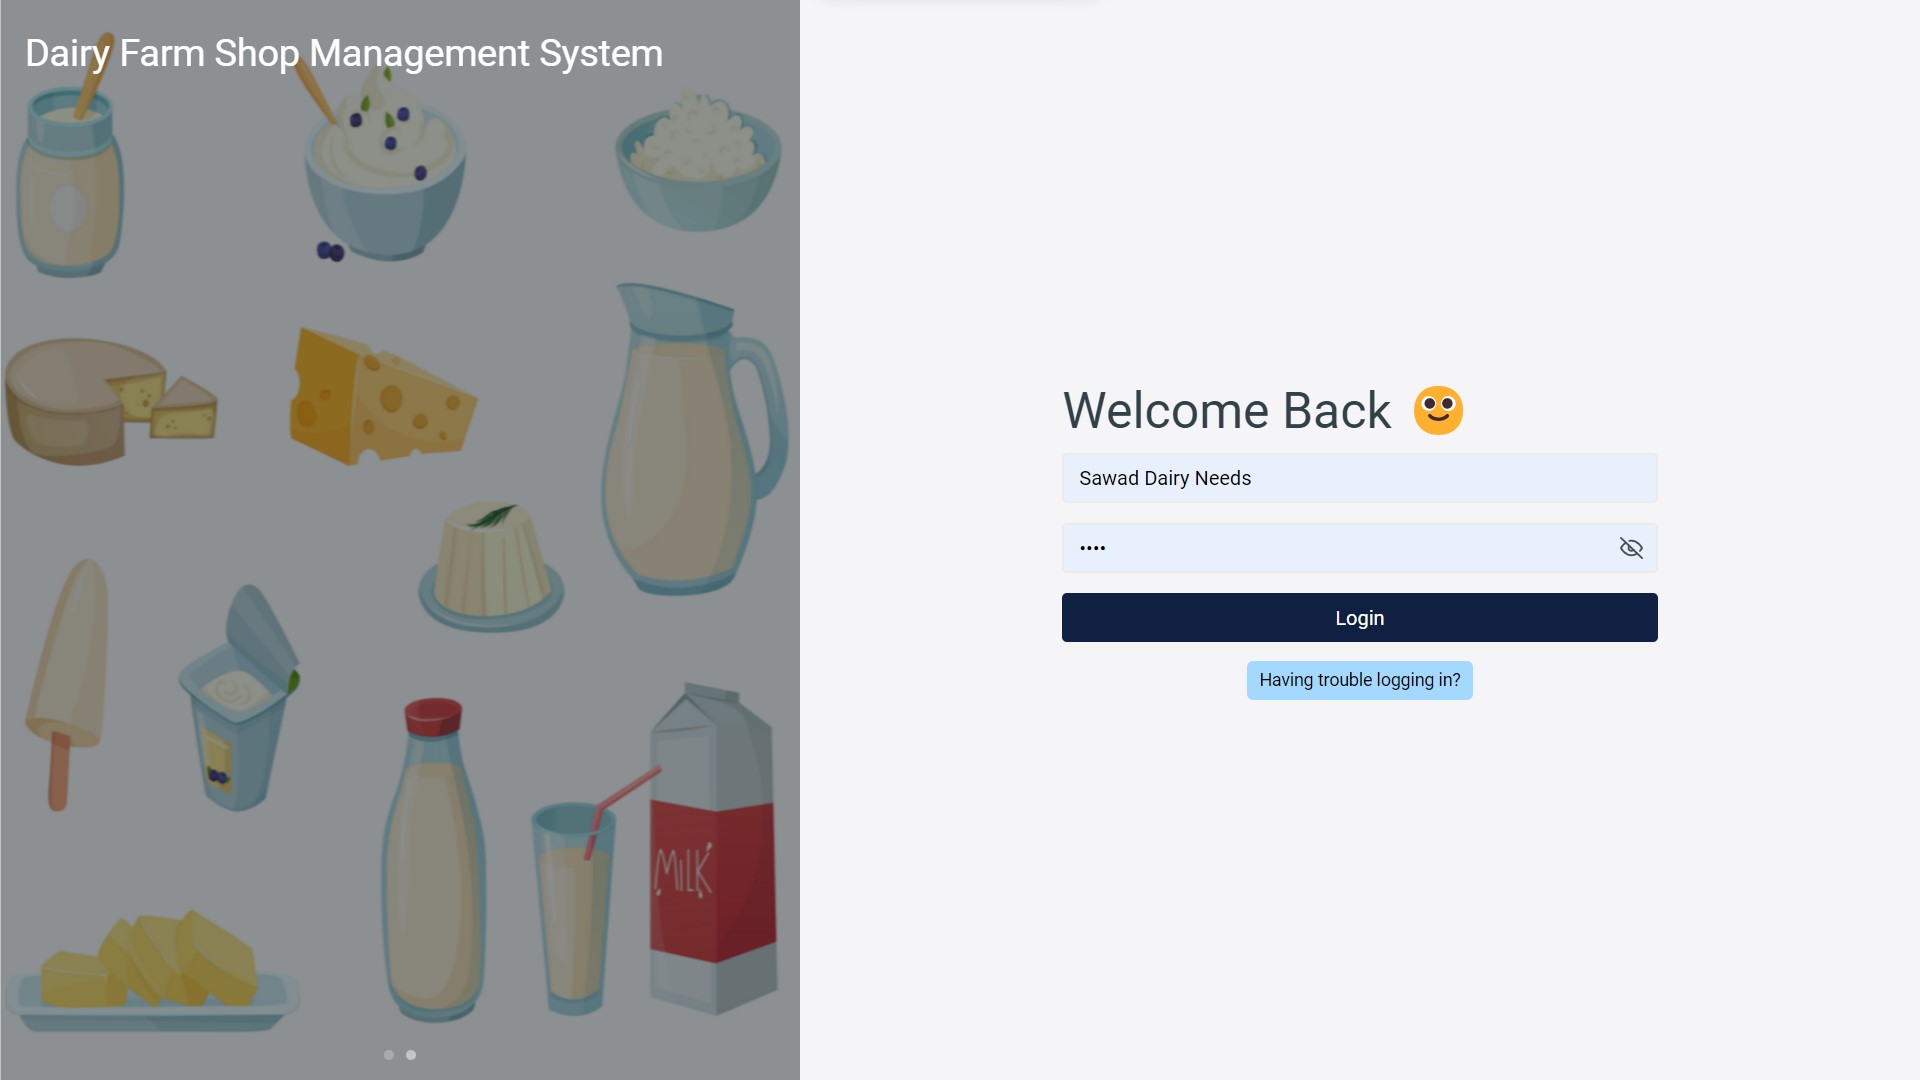 Dairy Farm Shop Management System
Welcome Back
Sawad Dairy Needs
••••
Login
Having trouble logging in?
MILK